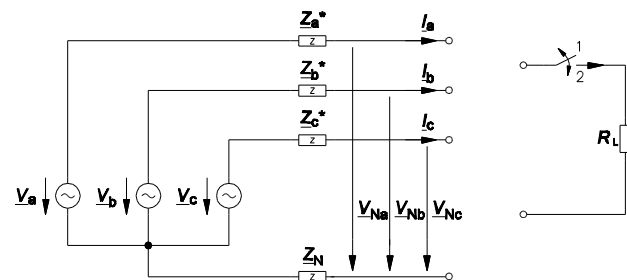 Za* Ia
Z
Zb* Ib
Z
Zc* Ic
Z
Va Vb Vc
VNa VNb VNc
ZN
Z
1
2
RL